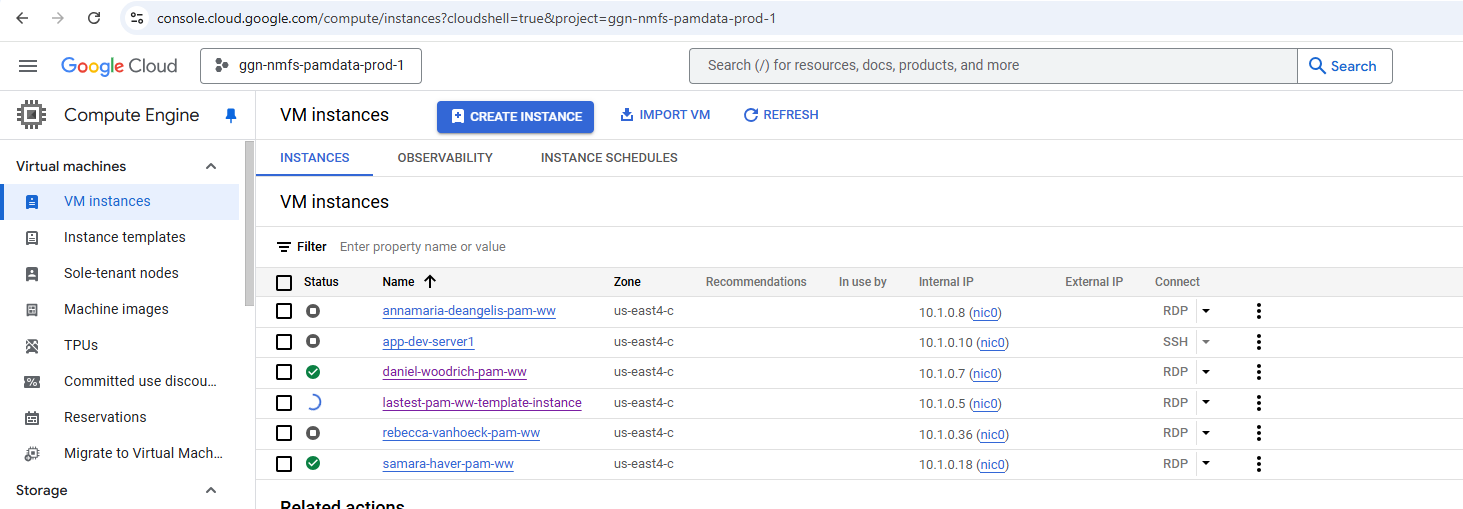 console.cloud.google.com/compute/instances?cloudshell=true&project=ggn-nmfs-pamdata-prod-1
Google Cloud ggn-nmfs-pamdata-prod-1 Search (/) for resources, docs, products, and more Search
Compute Engine VM instances CREATE INSTANCE IMPORT VM REFRESH
Virtual machines
VM instances
Instance templates
Sole-tenant nodes
Machine images
TPUs
Committed use discou...
Reservations
Migrate to Virtual Mach...
Storage
INSTANCES OBSERVABILITY INSTANCE SCHEDULES
VM instances
Filter Enter property name or value
Status Name Zone Recommendations In use by Internal IP External IP Connect
annamaria-deangelis-pam-ww us-east4-c 10.1.0.8 (nic0) RDP
app-dev-server1 us-east4-c 10.1.0.10 (nic0) SSH
daniel-woodrich-pam-ww us-east4-c 10.1.0.7 (nic0) RDP
lastest-pam-ww-template-instance us-east4-c 10.1.0.5 (nic0) RDP
rebecca-vanhoeck-pam-ww us-east4-c 10.1.0.36 (nic0) RDP
samara-haver-pam-ww us-east4-c 10.1.0.18 (nic0) RDP
Related actions